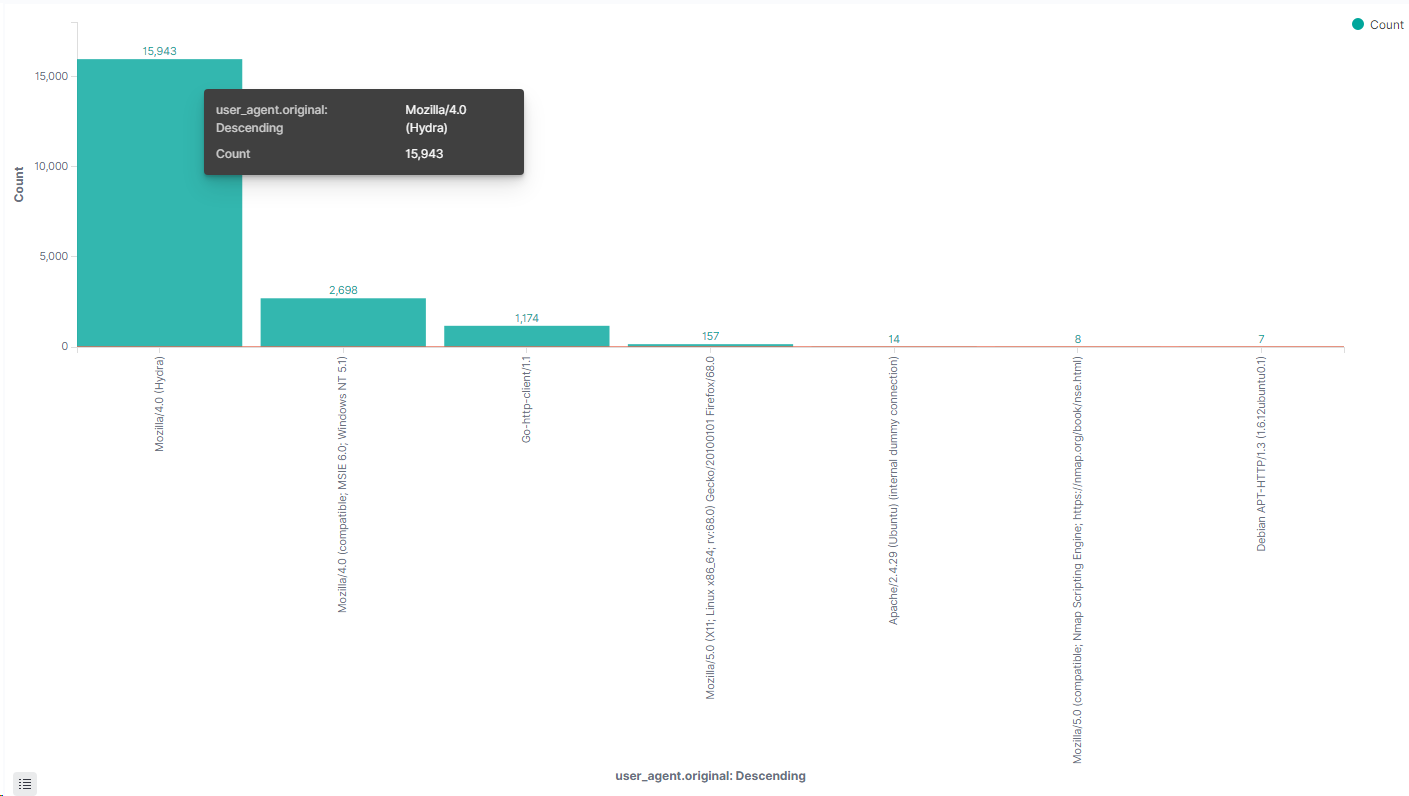 Count
15,943
15,000
10,000
5,000
0
Count
user_agent.original:
Descending
Mozilla/4.0
(Hydra)
Count
15,943
2,698
1,174
157
14
8
7
Mozilla/4.0 (Hydra)
Mozilla/4.0 (compatible; MSIE 6.0; Windows NT 5.1)
Go-http-client/1.1
Mozilla/5.0 (X11; Linux x86_64; rv:68.0) Gecko/20100101 Firefox/68.0
Apache/2.4.29 (Ubuntu) (internal dummy connection)
Mozilla/5.0 (compatible; Nmap Scripting Engine; https://nmap.org/book/nse.html)
Debian APT-HTTP/1.3 (1.6.12ubuntu0.1)
user_agent.original: Descending